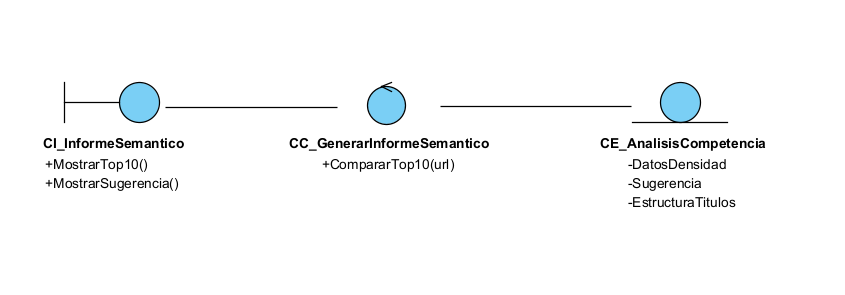 CI_InformeSemantico
+MostrarTop10()
+MostrarSugerencia()
CC_GenerarInformeSemantico
+CompararTop10(url)
CE_AnalisisCompetencia
-DatosDensidad
-Sugerencia
-EstructuraTitulos